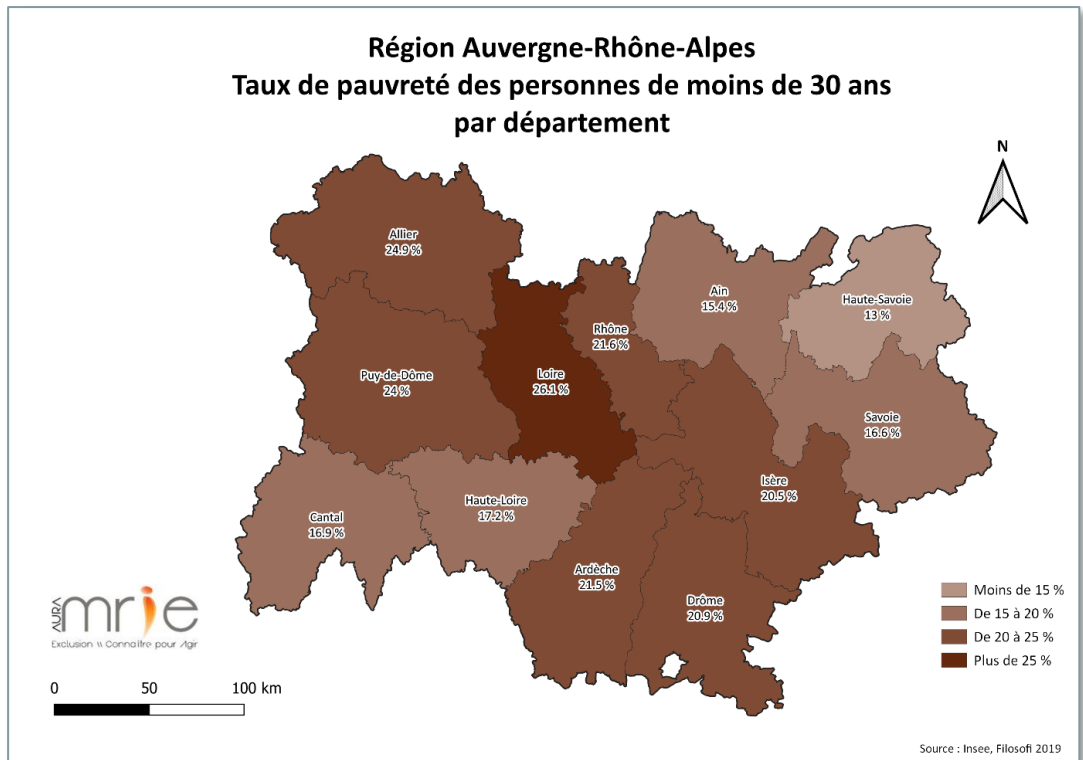 Région Auvergne-Rhône-Alpes
Taux de pauvreté des personnes de moins de 30 ans
par département
N
Allier
24.9 %
Ain
15.4 %
Haute-Savoie
13 %
Rhône
21.6 %
Puy-de-Dôme
24 %
Loire
26.1 %
Savoie
16.6 %
Isère
20.5 %
Haute-Loire
17.2 %
Cantal
16.9 %
Ardèche
21.5 %
Drôme
20.9 %
AURA
mrie
Exclusion \\ Connaître pour Agir
0 50 100 km
Moins de 15 %
De 15 à 20 %
De 20 à 25 %
Plus de 25 %
Source : Insee, Filosofi 2019